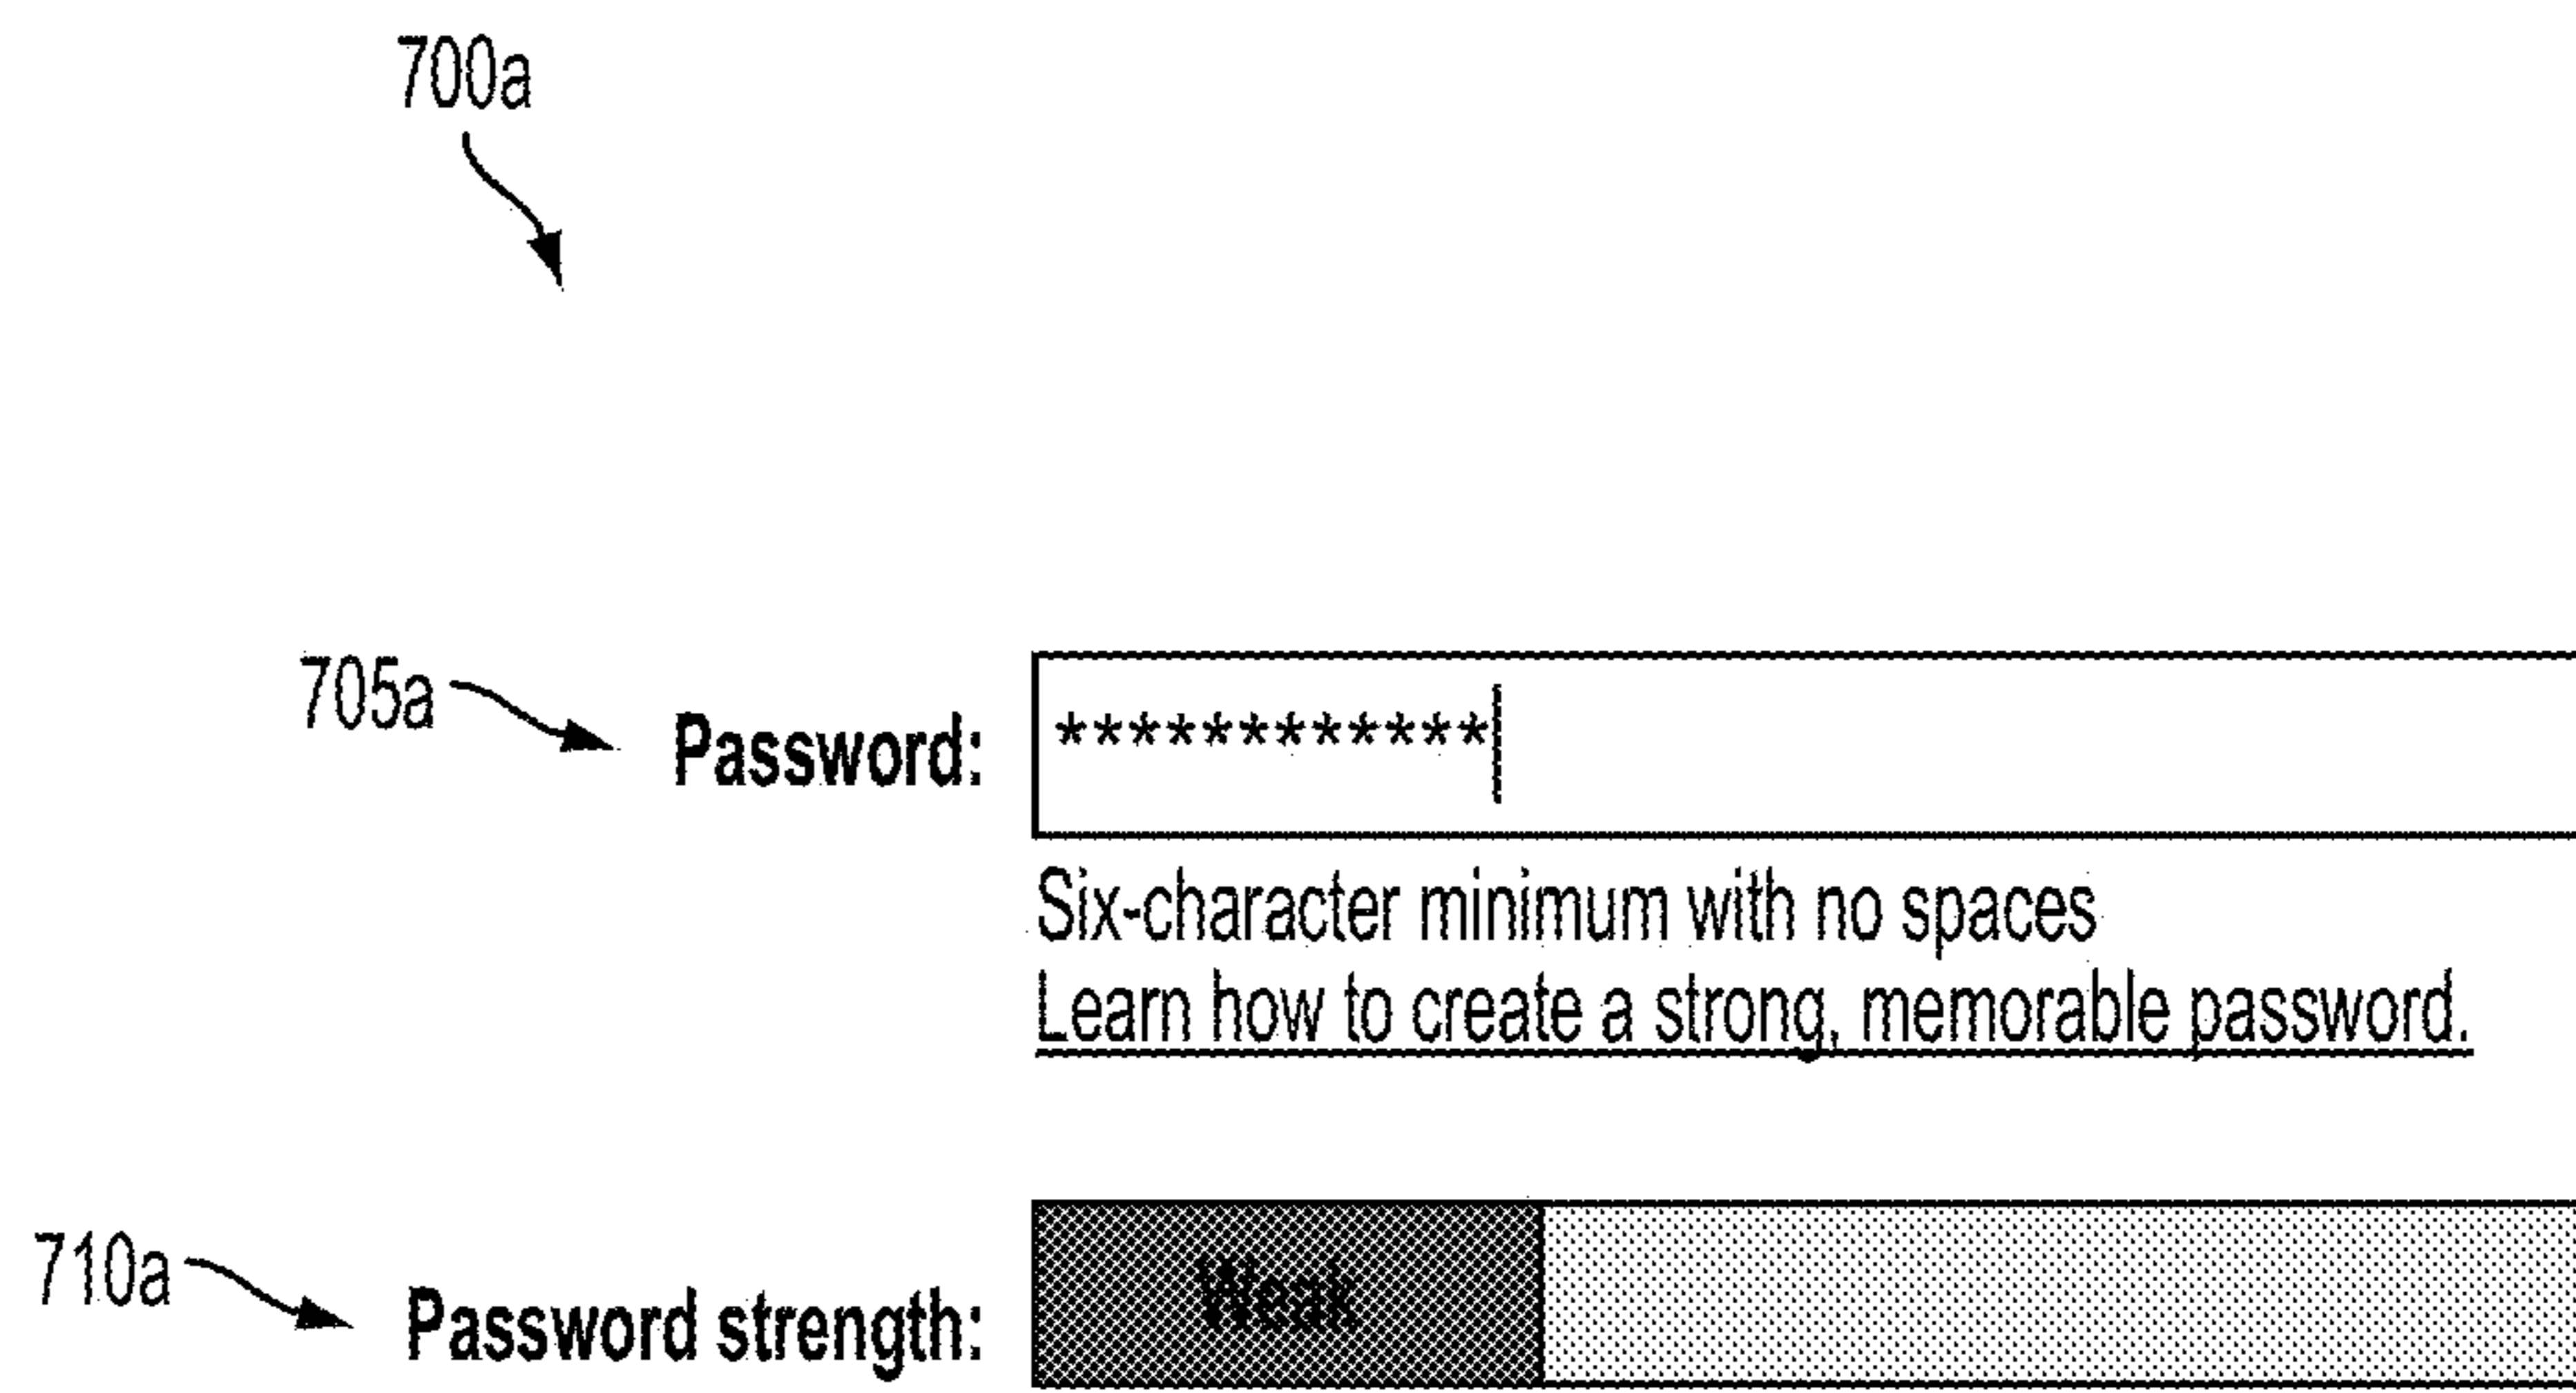 700a
705a
Password: ************
Six-character minimum with no spaces
Learn how to create a strong, memorable password.
710a
Password strength: Weak